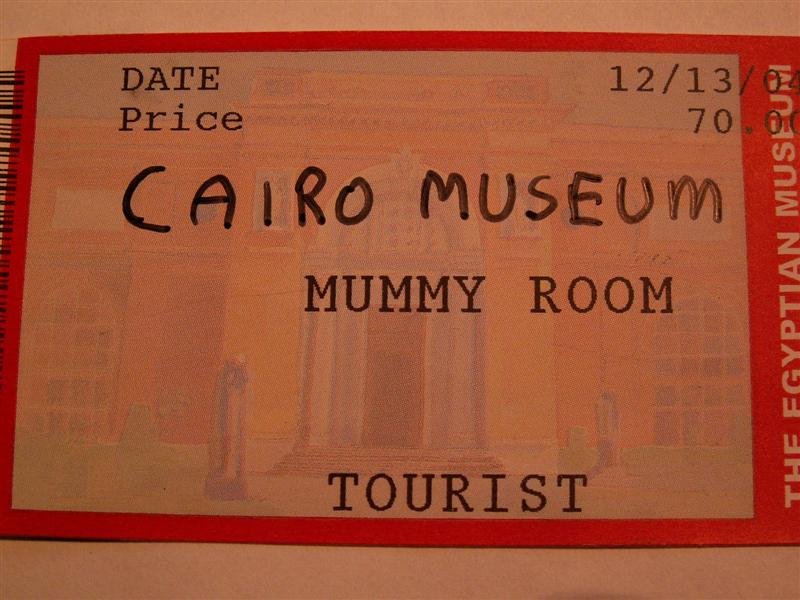 DATE 12/13/04
Price 70.00
CAIRO MUSEUM
MUMMY ROOM
TOURIST
THE EGYPTIAN MUSEUM